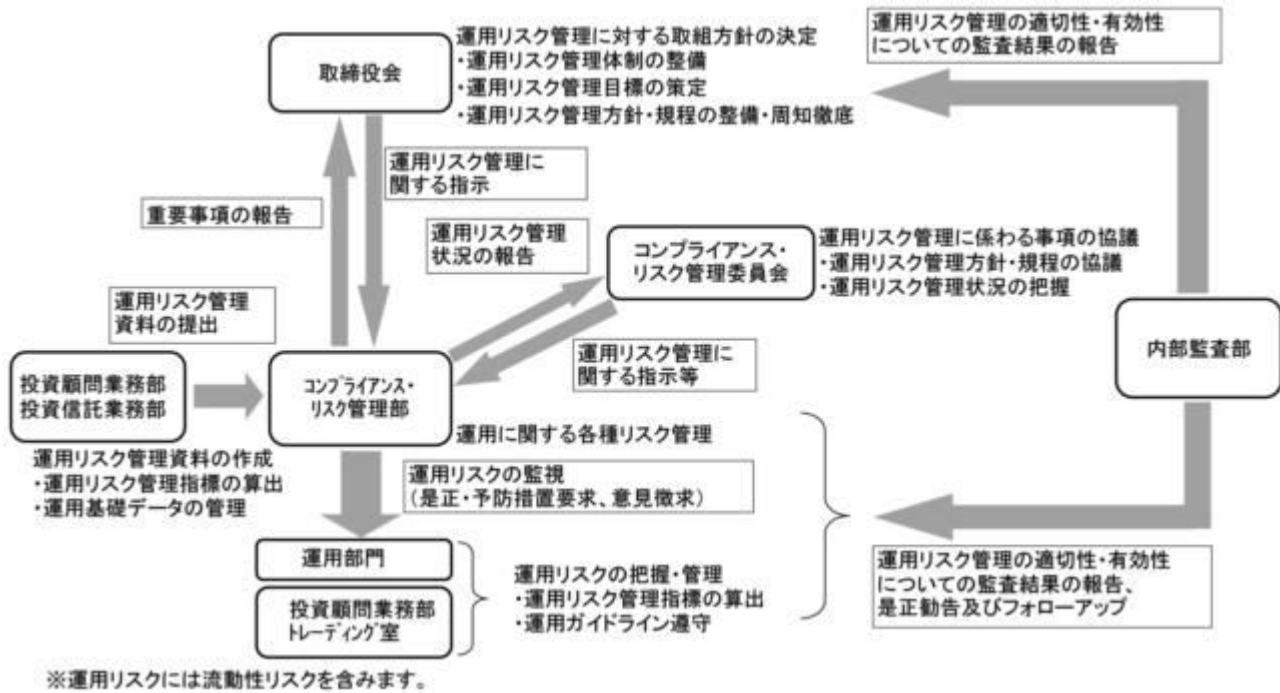 取締役会
運用リスク管理に対する取組方針の決定
・運用リスク管理体制の整備
・運用リスク管理目標の策定
・運用リスク管理方針・規程の整備・周知徹底
運用リスク管理の適切性・有効性
についての監査結果の報告
運用リスク管理に
関する指示
重要事項の報告
運用リスク管理
状況の報告
コンプライアンス・
リスク管理委員会
運用リスク管理に係わる事項の協議
・運用リスク管理方針・規程の協議
・運用リスク管理状況の把握
運用リスク管理
資料の提出
内部監査部
運用リスク管理に
関する指示等
投資顧問業務部
投資信託業務部
コンプライアンス・
リスク管理部
運用に関する各種リスク管理
運用リスク管理資料の作成
・運用リスク管理指標の算出
・運用基礎データの管理
運用リスクの監視
（是正・予防措置要求、意見徴求）
運用部門
投資顧問業務部
トレーディング室
運用リスクの把握・管理
・運用リスク管理指標の算出
・運用ガイドライン遵守
運用リスク管理の適切性・有効性
についての監査結果の報告、
是正勧告及びフォローアップ
※運用リスクには流動性リスクを含みます。